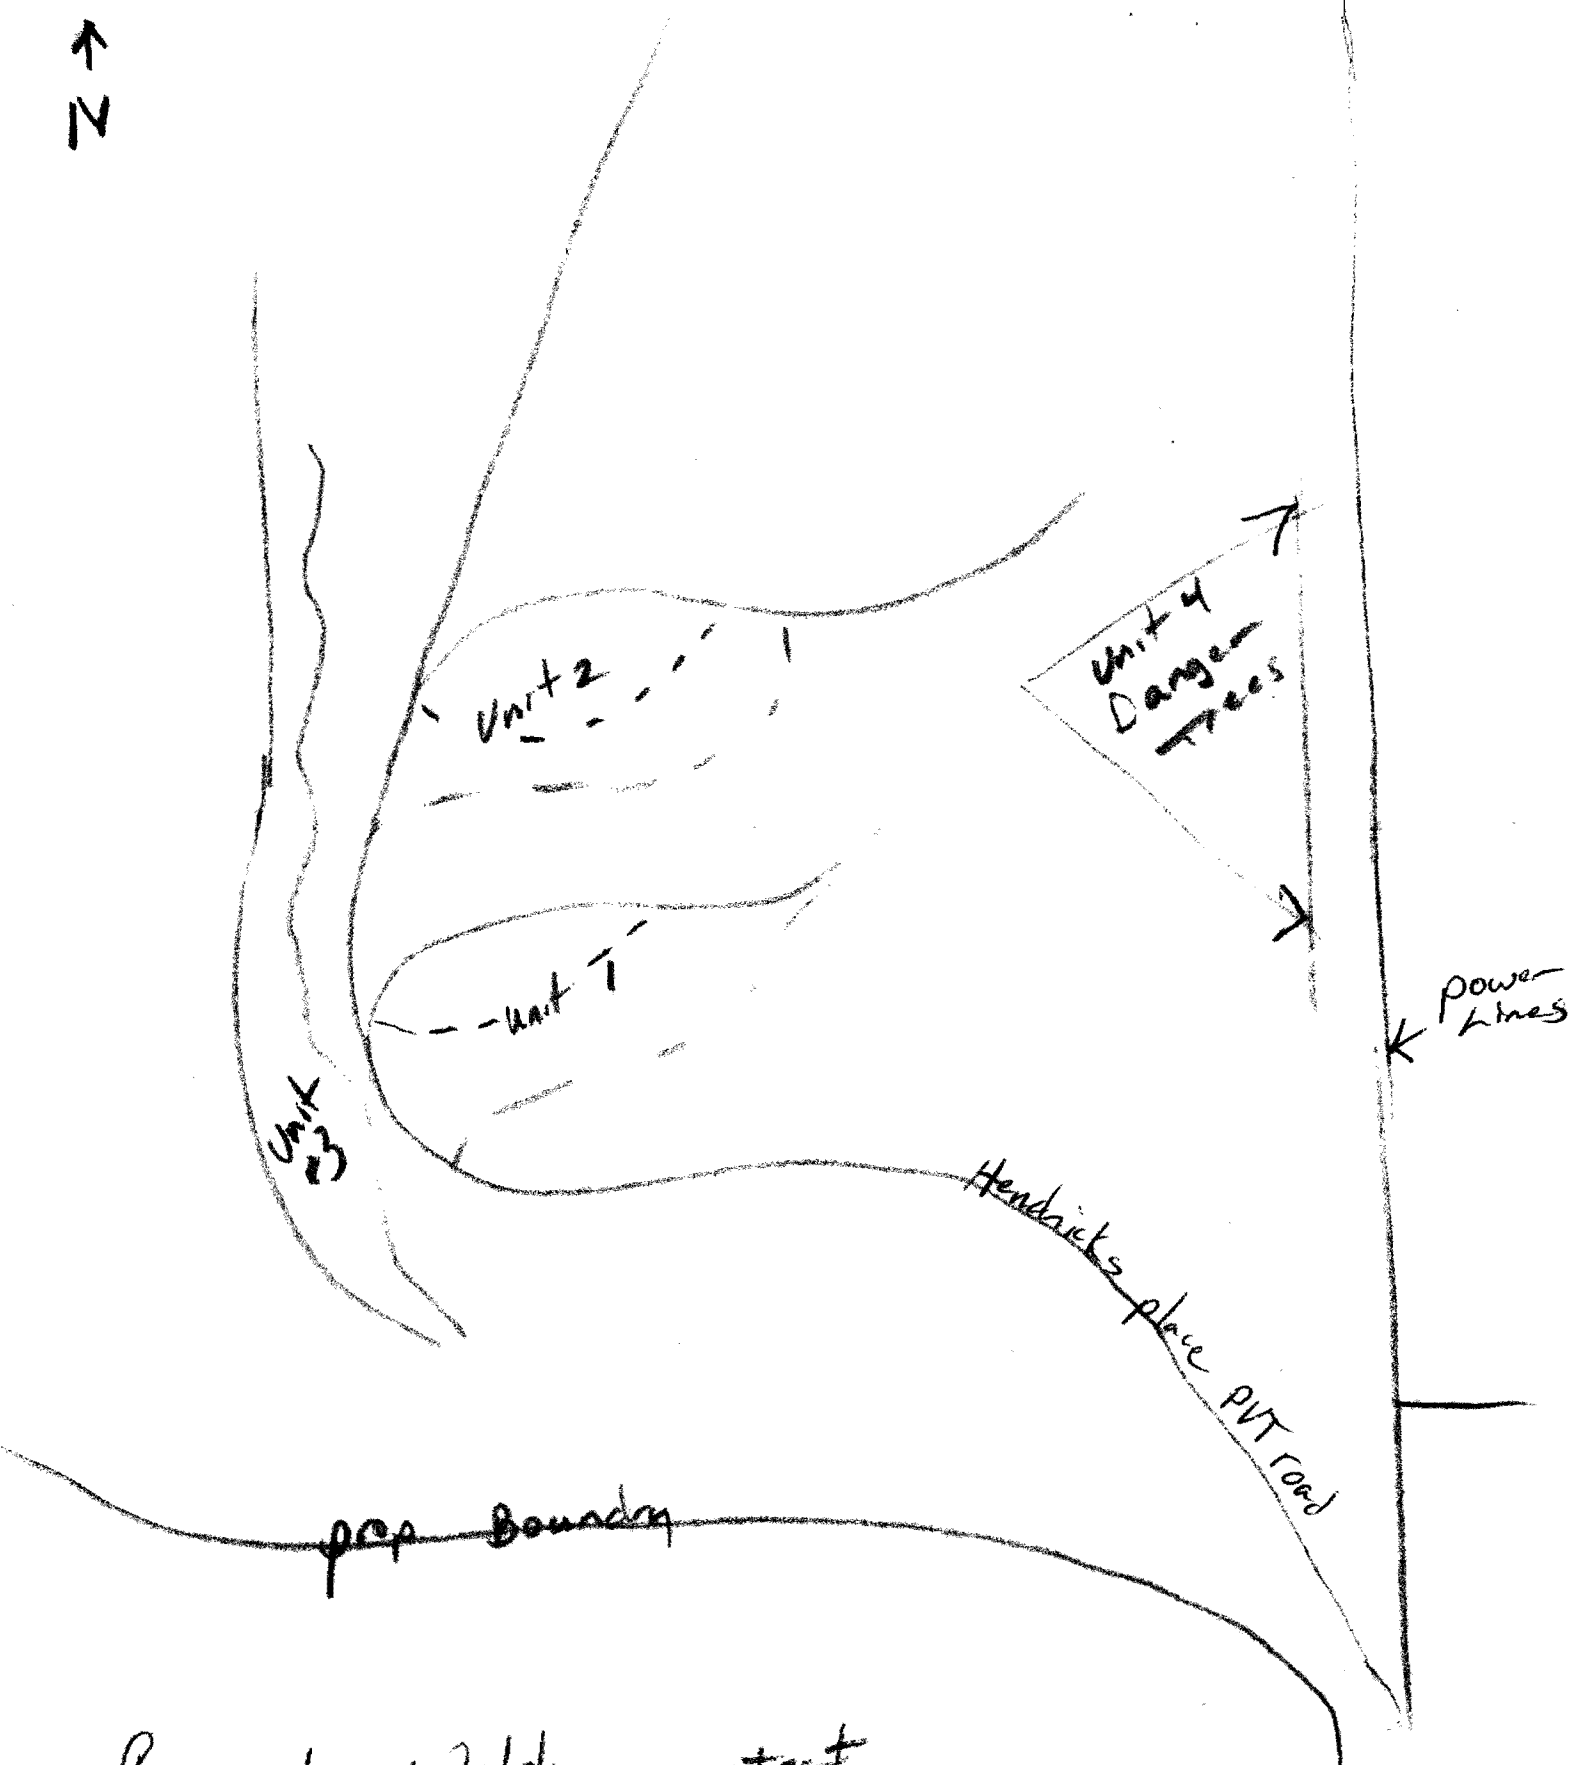 N
Unit 2
Unit 4
Danger
Trees
Unit 1
power
Lines
Unit
#3
Hendricks place PVT road
prop Boundry